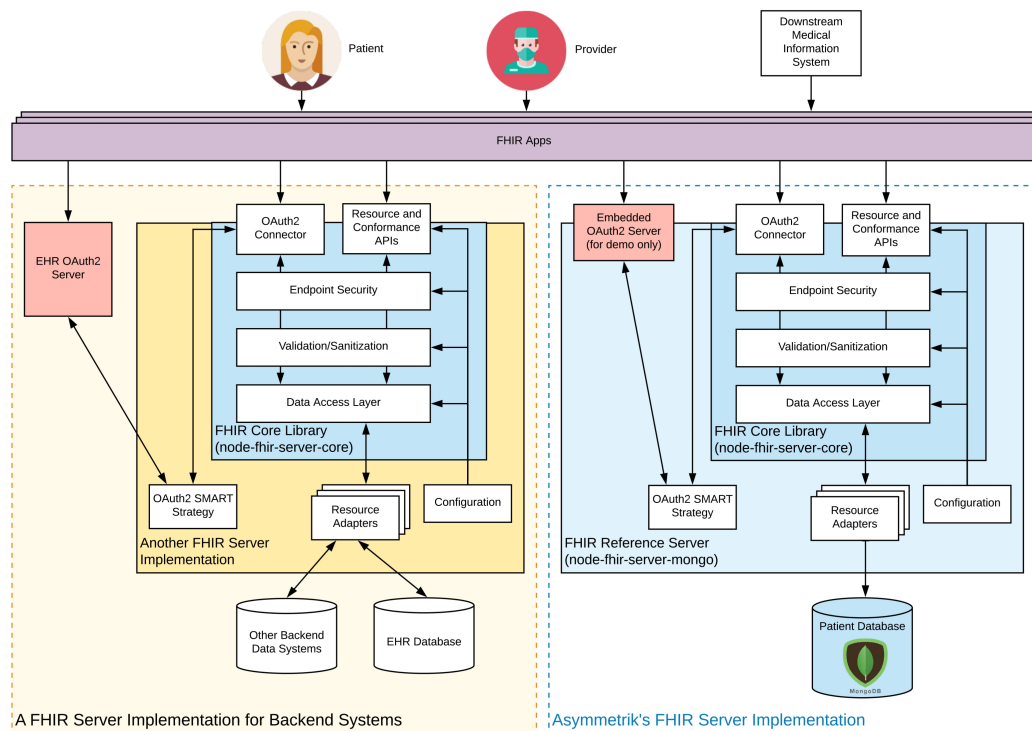 Patient
Provider
Downstream
Medical
Information
System
FHIR Apps
EHR OAuth2
Server
OAuth2
Connector
Resource and
Conformance
APIs
Endpoint Security
Validation/Sanitization
Data Access Layer
FHIR Core Library
(node-fhir-server-core)
OAuth2 SMART
Strategy
Resource
Adapters
Configuration
Another FHIR Server
Implementation
Other Backend
Data Systems
EHR Database
A FHIR Server Implementation for Backend Systems
Embedded
OAuth2 Server
(for demo only)
OAuth2
Connector
Resource and
Conformance
APIs
Endpoint Security
Validation/Sanitization
Data Access Layer
FHIR Core Library
(node-fhir-server-core)
OAuth2 SMART
Strategy
Resource
Adapters
Configuration
FHIR Reference Server
(node-fhir-server-mongo)
Patient Database
MongoDB
Asymmetrik's FHIR Server Implementation